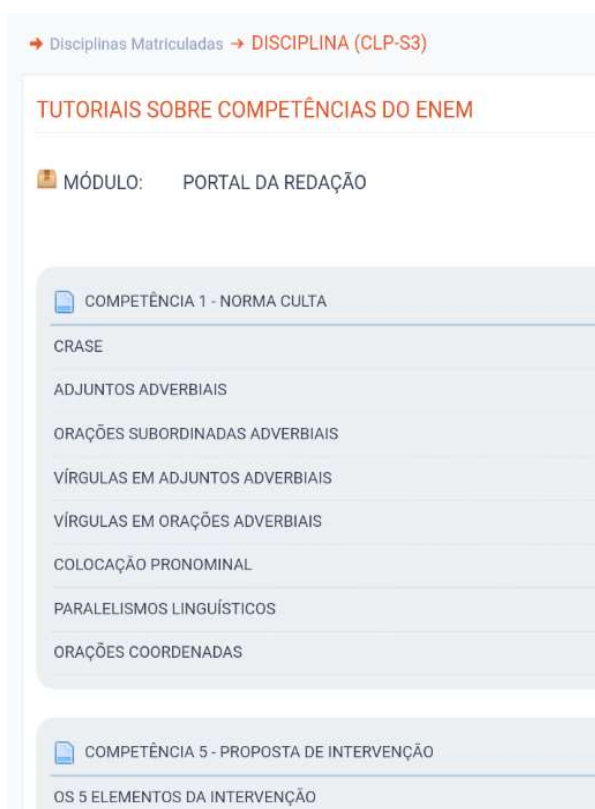 Disciplinas Matriculadas → DISCIPLINA (CLP-S3)
TUTORIAIS SOBRE COMPETÊNCIAS DO ENEM
MÓDULO: PORTAL DA REDAÇÃO
COMPETÊNCIA 1 - NORMA CULTA
CRASE
ADJUNTOS ADVERBIAIS
ORAÇÕES SUBORDINADAS ADVERBIAIS
VÍRGULAS EM ADJUNTOS ADVERBIAIS
VÍRGULAS EM ORAÇÕES ADVERBIAIS
COLOCAÇÃO PRONOMINAL
PARALELISMOS LINGUÍSTICOS
ORAÇÕES COORDENADAS
COMPETÊNCIA 5 - PROPOSTA DE INTERVENÇÃO
OS 5 ELEMENTOS DA INTERVENÇÃO